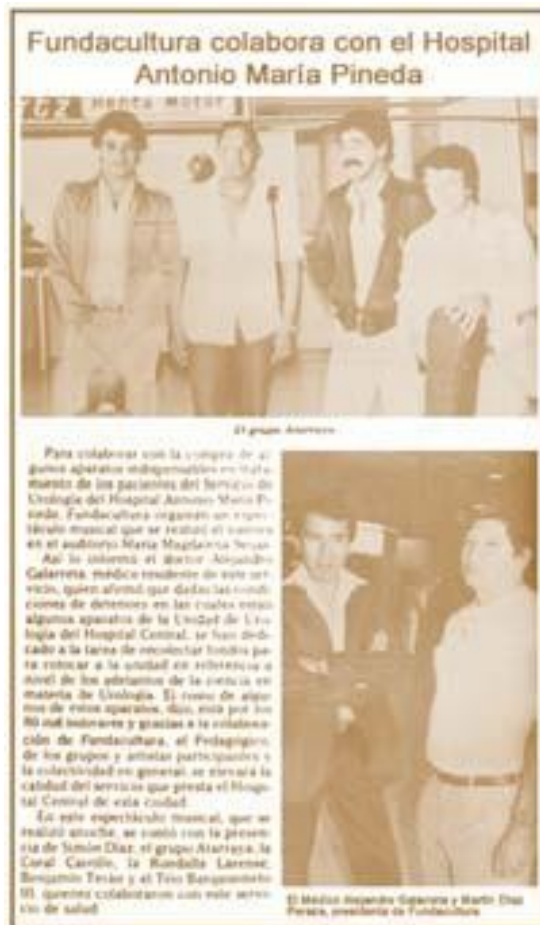 Fundacultura colabora con el Hospital
Antonio María Pineda
Renta Motor
El grupo Atarraya
Para colaborar con la compra de al-
gunos aparatos indispensables en trata-
miento de los pacientes del Servicio de
Urología del Hospital Antonio María Pi-
neda, Fundacultura organizó un espec-
táculo musical que se realizó el viernes
en el auditorio María Magdalena Seijas.
Así lo informó el doctor Alejandro
Galarreta, médico residente de este ser-
vicio, quien afirmó que dadas las condi-
ciones de deterioro en las cuales están
algunos aparatos de la Unidad de Uro-
logía del Hospital Central, se han dedi-
cado a la tarea de recolectar fondos pa-
ra colocar a la unidad en referencia a
nivel de los adelantos de la ciencia en
materia de Urología. El costo de algu-
nos de estos aparatos, dijo, está por los
80 mil bolívares y gracias a la colabora-
ción de Fundacultura, el Pedagógico,
de los grupos y artistas participantes y
la colectividad en general, se elevará la
calidad del servicio que presta el Hospi-
tal Central de esta ciudad.
En este espectáculo musical, que se
realizó anoche, se contó con la presen-
cia de Simón Díaz, el grupo Atarraya, la
Coral Carrillo, la Rondalla Larense,
Benjamín Terán y el Trío Barquisimeto
III, quienes colaboraron con este servi-
cio de salud.
El Médico Alejandro Galarreta y Martín Díaz
Peraza, presidente de Fundacultura